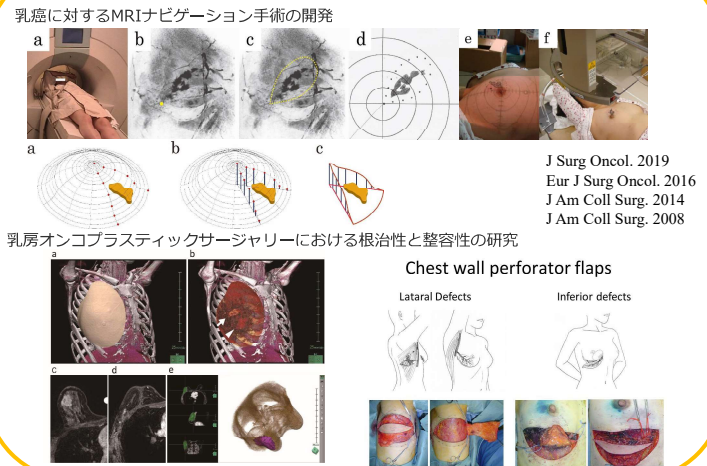 乳癌に対するMRIナビゲーション手術の開発
a b c d e f
a b c
J Surg Oncol. 2019
Eur J Surg Oncol. 2016
J Am Coll Surg. 2014
J Am Coll Surg. 2008
乳房オンコプラスティックサージャリーにおける根治性と整容性の研究
a b
Chest wall perforator flaps
Lataral Defects
Inferior defects
c d e